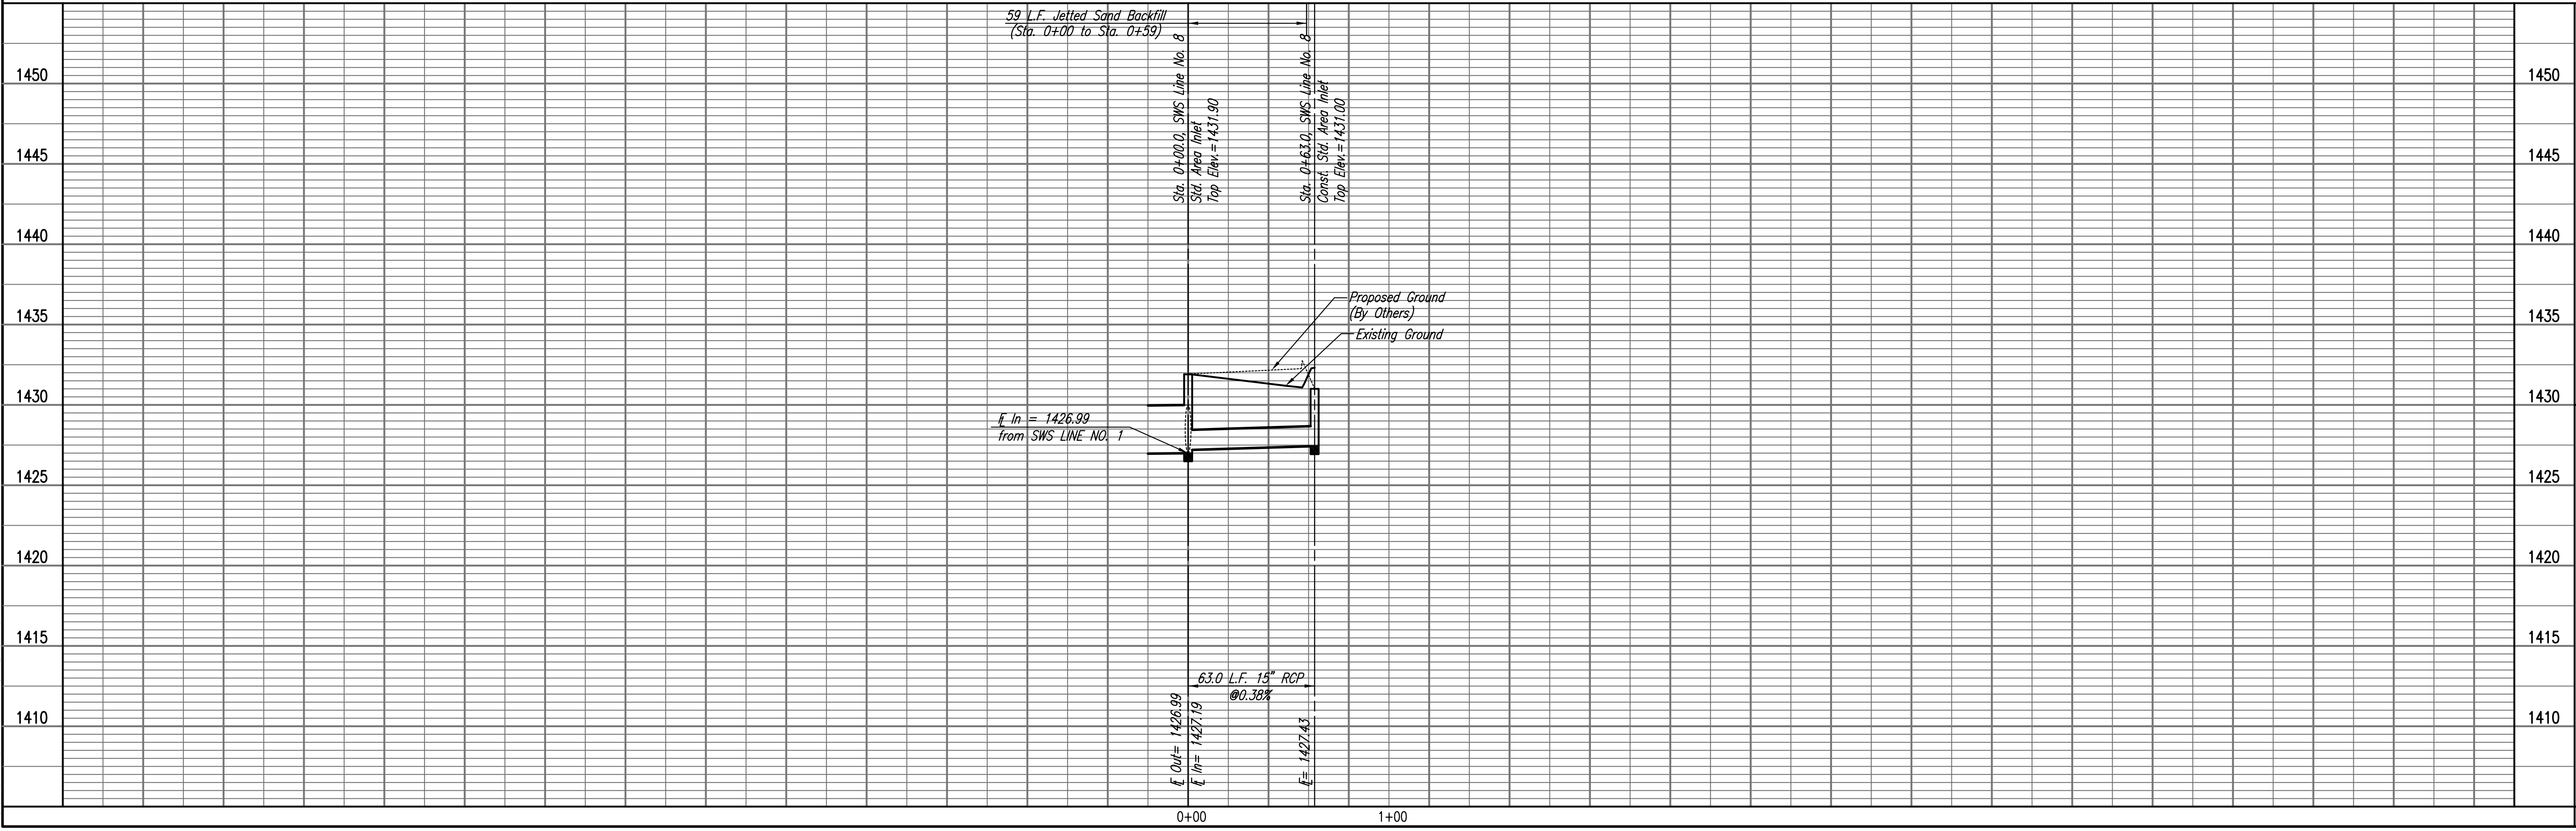 59 L.F. Jetted Sand Backfill
(Sta. 0+00 to Sta. 0+59)
Sta. 0+00.0, SWS Line No. 8
Std. Area Inlet
Top Elev.=1431.90
Sta. 0+63.0, SWS Line No. 8
Const. Std. Area Inlet
Top Elev.=1431.00
1450
1450
1445
1445
1440
1440
1435
1435
Proposed Ground
(By Others)
Existing Ground
1430
1430
FL In = 1426.99
from SWS LINE NO. 1
1425
1425
1420
1420
1415
1415
63.0 L.F. 15" RCP
@0.38%
1410
1410
FL Out= 1426.99
FL In= 1427.19
FL= 1427.43
0+00
1+00